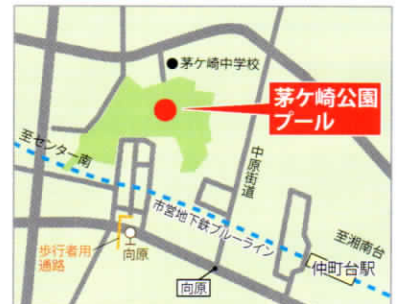 茅ケ崎中学校
茅ケ崎公園
プール
至センター南
中原街道
市営地下鉄ブルーライン
至湘南台
仲町台駅
歩行者用
通路
向原
向原